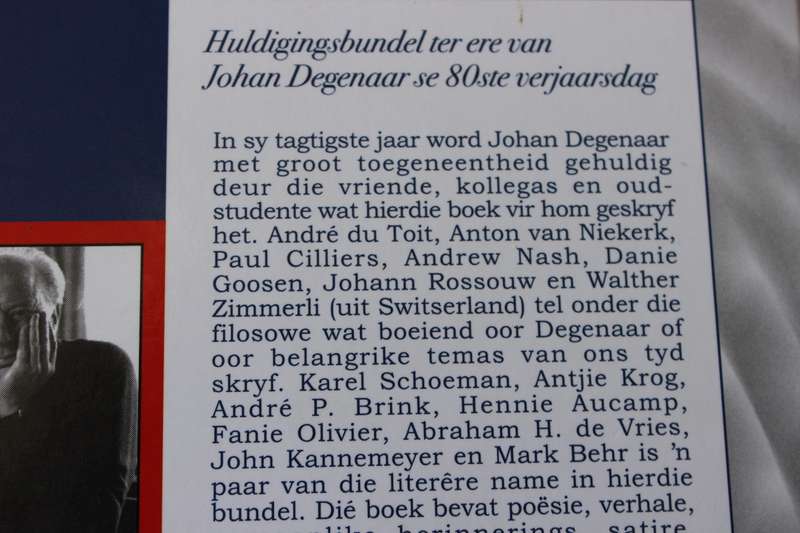 Huldigingsbundel ter ere van
Johan Degenaar se 80ste verjaarsdag
In sy tagtigste jaar word Johan Degenaar
met groot toegeneentheid gehuldig
deur die vriende, kollegas en oud-
studente wat hierdie boek vir hom geskryf
het. André du Toit, Anton van Niekerk,
Paul Cilliers, Andrew Nash, Danie
Goosen, Johann Rossouw en Walther
Zimmerli (uit Switserland) tel onder die
filosowe wat boeiend oor Degenaar of
oor belangrike temas van ons tyd
skryf. Karel Schoeman, Antjie Krog,
André P. Brink, Hennie Aucamp,
Fanie Olivier, Abraham H. de Vries,
John Kannemeyer en Mark Behr is ’n
paar van die literêre name in hierdie
bundel. Dié boek bevat poësie, verhale,
herinnerings, satire,